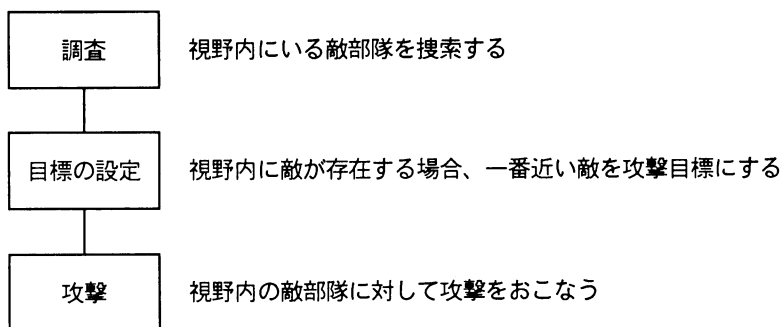 調査 視野内にいる敵部隊を捜索する
目標の設定 視野内に敵が存在する場合、一番近い敵を攻撃目標にする
攻撃 視野内の敵部隊に対して攻撃をおこなう